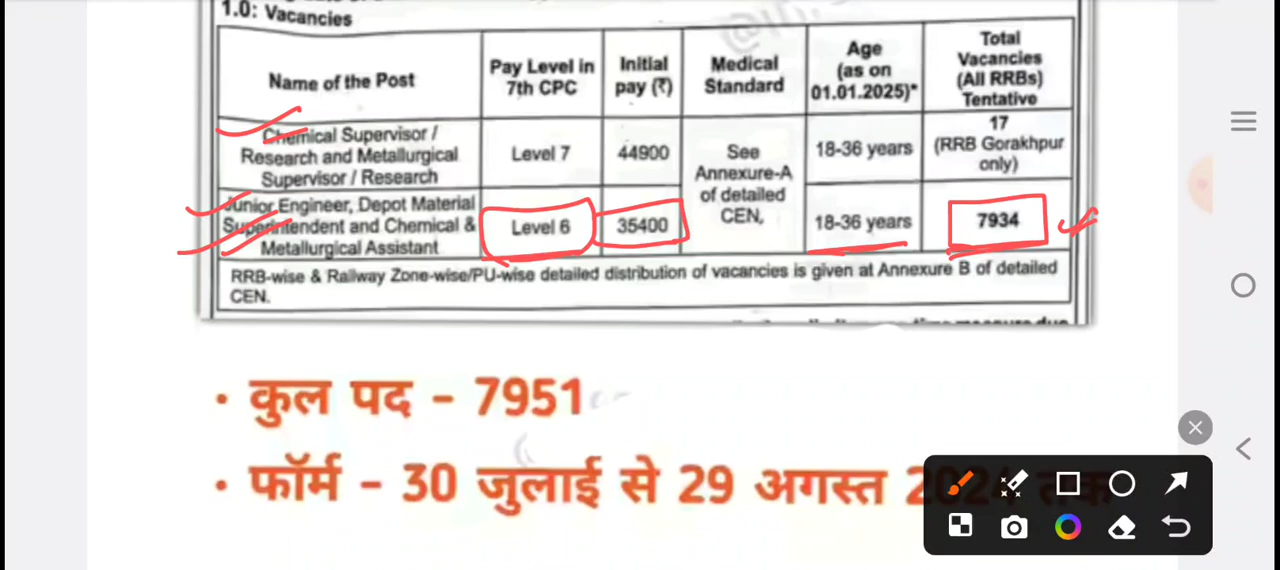 1.0: Vacancies
Name of the Post
Pay Level in
7th CPC
Initial
pay (₹)
Medical
Standard
Age
(as on
01.01.2025)*
Total
Vacancies
(All RRBs)
Tentative
Chemical Supervisor /
Research and Metallurgical
Supervisor / Research
Level 7
44900
See
Annexure-A
of detailed
CEN,
18-36 years
17
(RRB Gorakhpur
only)
Junior Engineer, Depot Material
Superintendent and Chemical &
Metallurgical Assistant
Level 6
35400
18-36 years
7934
RRB-wise & Railway Zone-wise/PU-wise detailed distribution of vacancies is given at Annexure B of detailed
CEN.
• कुल पद - 7951
• फॉर्म - 30 जुलाई से 29 अगस्त 2024 तक